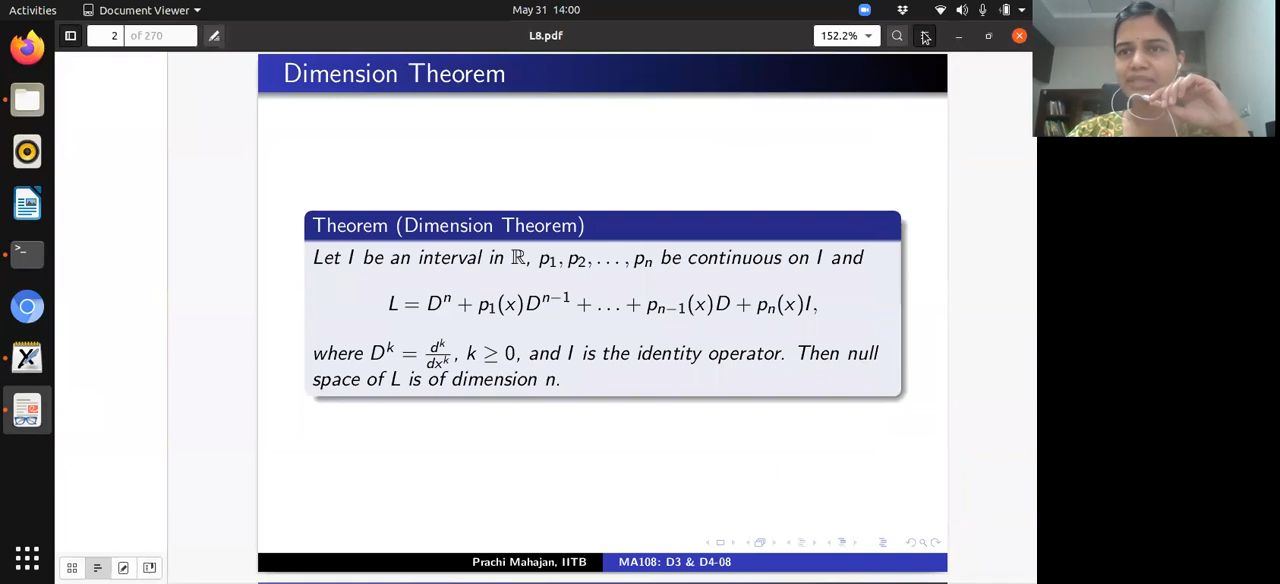 Activities
Document Viewer
May 31 14:00
2
of 270
L8.pdf
152.2%
Dimension Theorem
Theorem (Dimension Theorem)
Let I be an interval in ℝ, p₁, p₂, . . . , pₙ be continuous on I and
L = Dⁿ + p₁(x)Dⁿ⁻¹ + . . . + pₙ₋₁(x)D + pₙ(x)I,
where Dᵏ = dᵏ/dxᵏ, k ≥ 0, and I is the identity operator. Then null
space of L is of dimension n.
Prachi Mahajan, IITB
MA108: D3 & D4-08